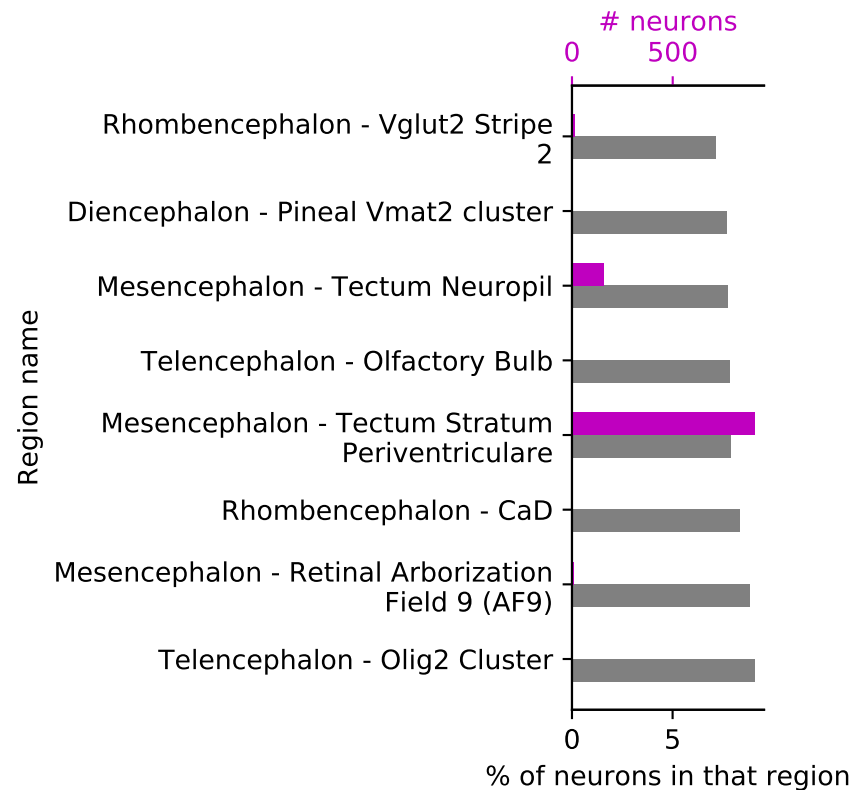 # neurons
0 500
Rhombencephalon - Vglut2 Stripe
2
Diencephalon - Pineal Vmat2 cluster
Mesencephalon - Tectum Neuropil
Telencephalon - Olfactory Bulb
Mesencephalon - Tectum Stratum
Periventriculare
Rhombencephalon - CaD
Mesencephalon - Retinal Arborization
Field 9 (AF9)
Telencephalon - Olig2 Cluster
Region name
0 5
% of neurons in that region